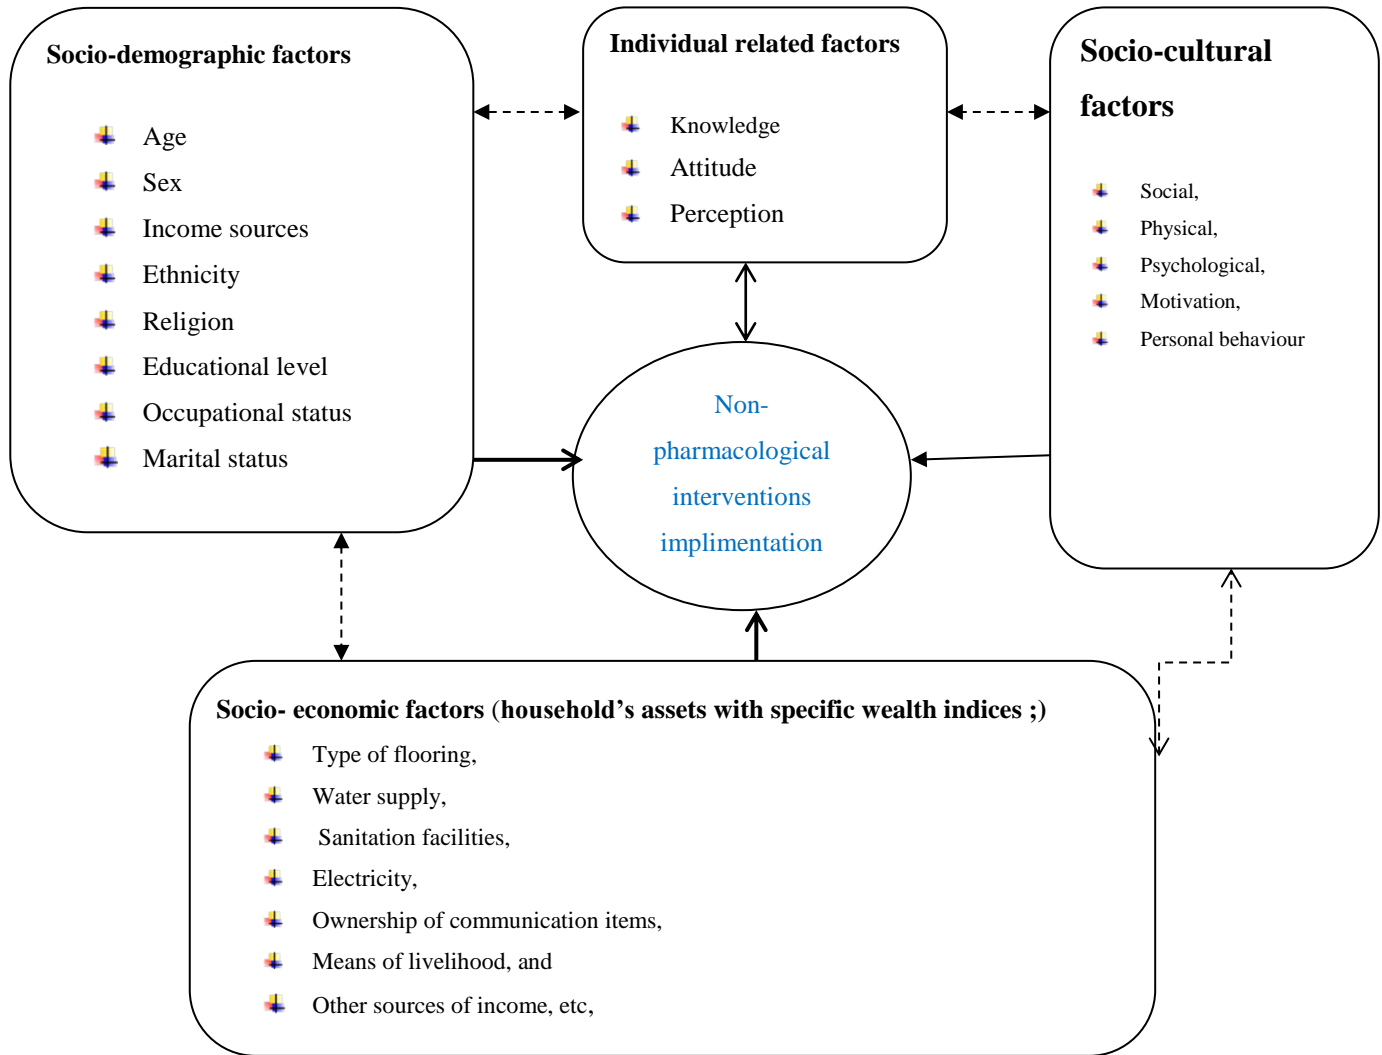 Socio-demographic factors
Age
Sex
Income sources
Ethnicity
Religion
Educational level
Occupational status
Marital status
Individual related factors
Knowledge
Attitude
Perception
Socio-cultural
factors
Social,
Physical,
Psychological,
Motivation,
Personal behaviour
Non-
pharmacological
interventions
implimentation
Socio- economic factors (household’s assets with specific wealth indices ;)
Type of flooring,
Water supply,
Sanitation facilities,
Electricity,
Ownership of communication items,
Means of livelihood, and
Other sources of income, etc,